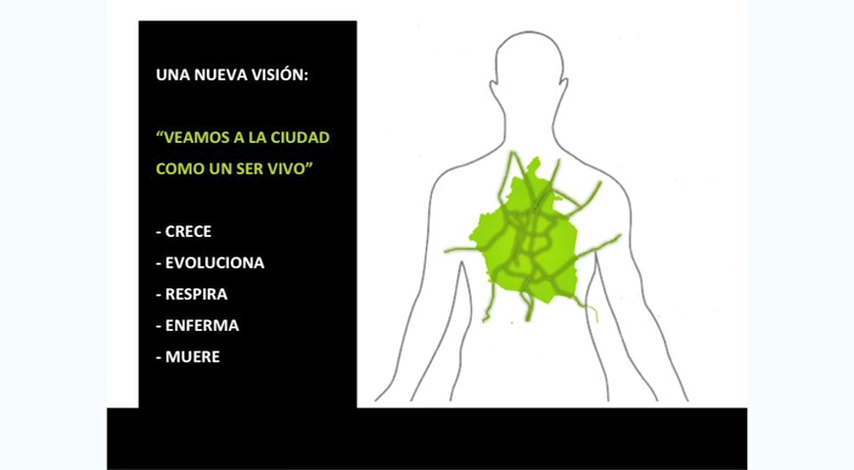 UNA NUEVA VISIÓN:
“VEAMOS A LA CIUDAD
COMO UN SER VIVO”
- CRECE
- EVOLUCIONA
- RESPIRA
- ENFERMA
- MUERE